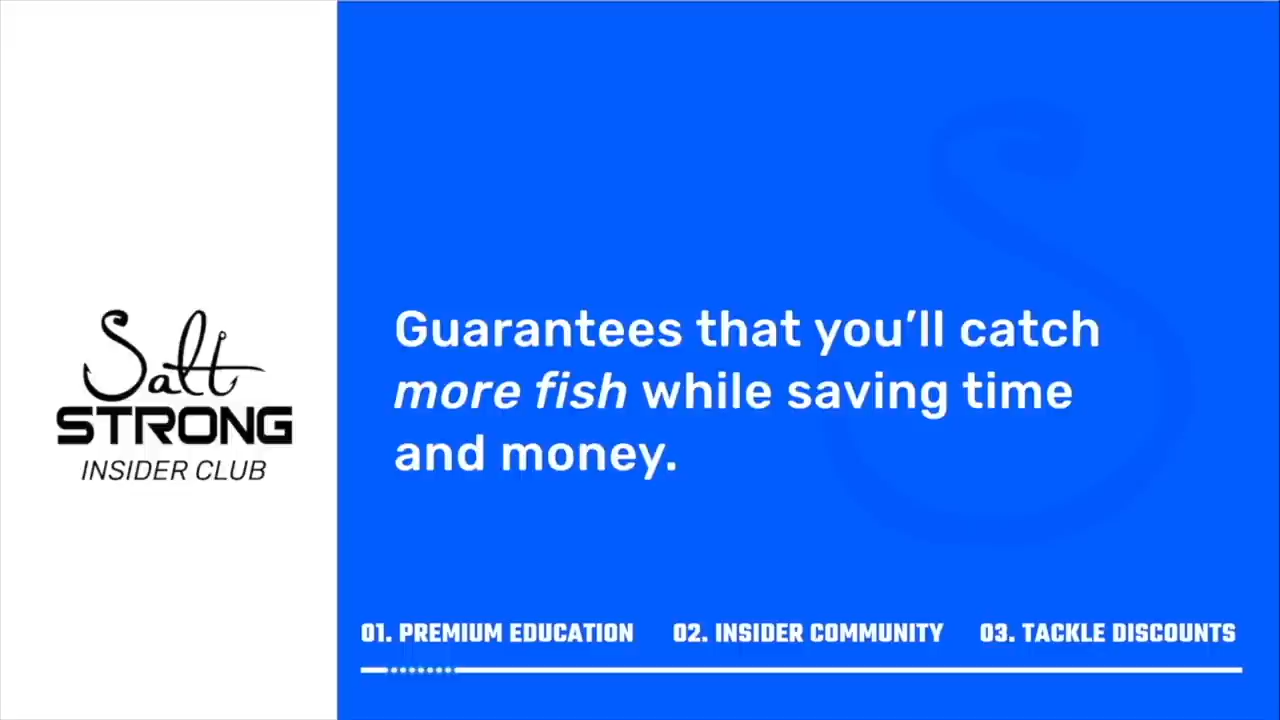 Salt
STRONG
INSIDER CLUB
Guarantees that you’ll catch
more fish while saving time
and money.
01. PREMIUM EDUCATION 02. INSIDER COMMUNITY 03. TACKLE DISCOUNTS